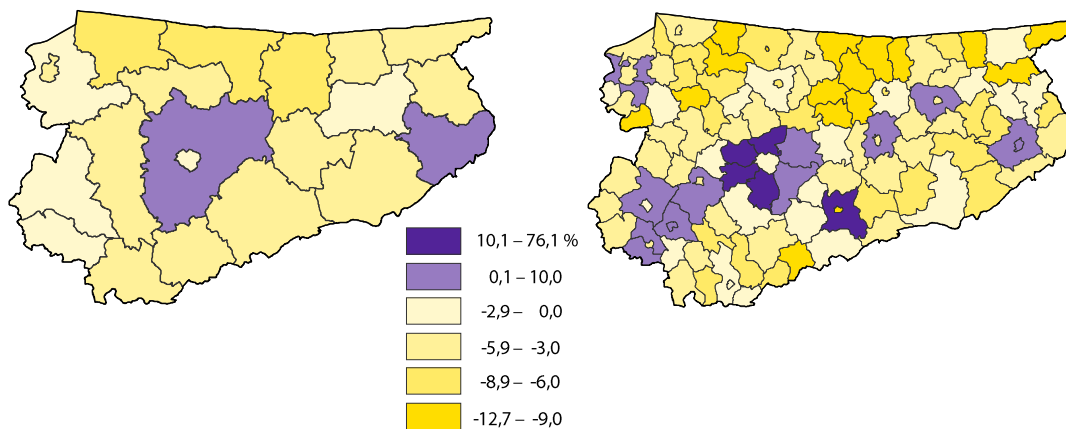 10,1 – 76,1 %
0,1 – 10,0
-2,9 – 0,0
-5,9 – -3,0
-8,9 – -6,0
-12,7 – -9,0